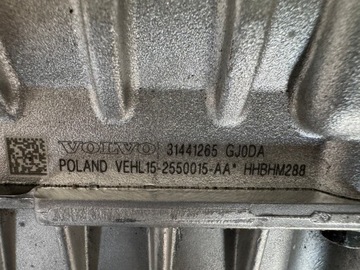 VOLVO 31441265 GJ0DA
POLAND VEHL15-2550015-AA* HHBHM288